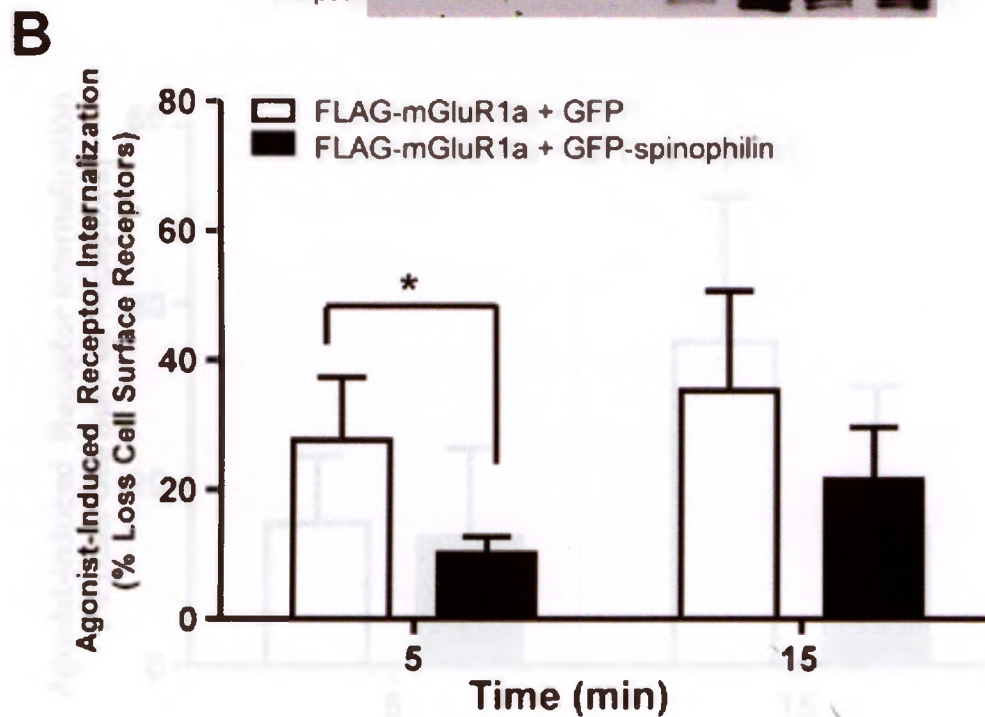 B
Agonist-Induced Receptor Internalization
(% Loss Cell Surface Receptors)
80
60
40
20
0
FLAG-mGluR1a + GFP
FLAG-mGluR1a + GFP-spinophilin
*
5
15
Time (min)